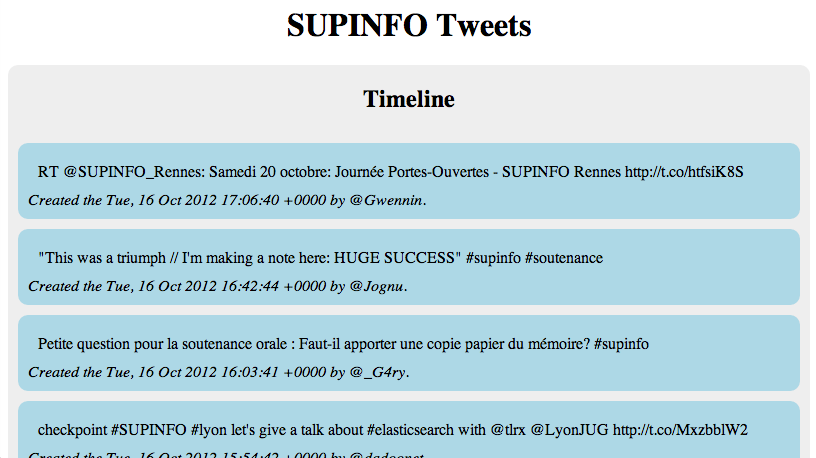 SUPINFO Tweets
Timeline
RT @SUPINFO_Rennes: Samedi 20 octobre: Journée Portes-Ouvertes - SUPINFO Rennes http://t.co/htfsiK8S
Created the Tue, 16 Oct 2012 17:06:40 +0000 by @Gwennin.
"This was a triumph // I'm making a note here: HUGE SUCCESS" #supinfo #soutenance
Created the Tue, 16 Oct 2012 16:42:44 +0000 by @Jognu.
Petite question pour la soutenance orale : Faut-il apporter une copie papier du mémoire? #supinfo
Created the Tue, 16 Oct 2012 16:03:41 +0000 by @_G4ry.
checkpoint #SUPINFO #lyon let's give a talk about #elasticsearch with @tlrx @LyonJUG http://t.co/MxzbblW2
Created the Tue, 16 Oct 2012 15:54:42 +0000 by @dadoonet.